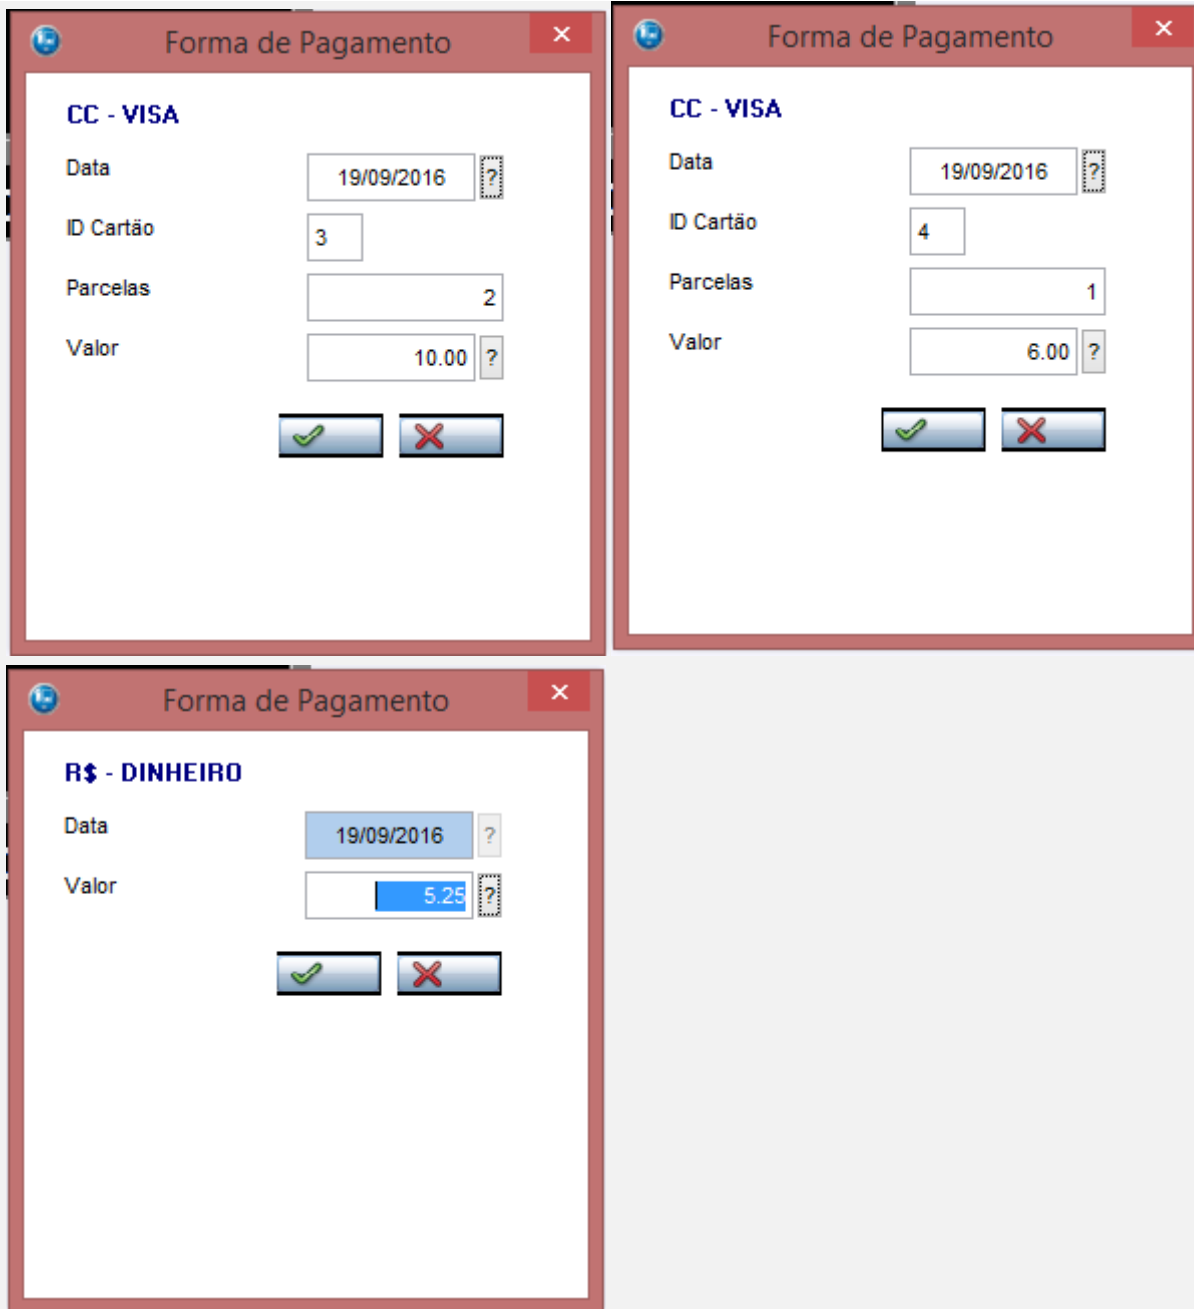 Forma de Pagamento
CC - VISA
Data 19/09/2016 ?
ID Cartão 3
Parcelas 2
Valor 10.00 ?
Forma de Pagamento
CC - VISA
Data 19/09/2016 ?
ID Cartão 4
Parcelas 1
Valor 6.00 ?
Forma de Pagamento
R$ - DINHEIRO
Data 19/09/2016 ?
Valor 5.25 ?